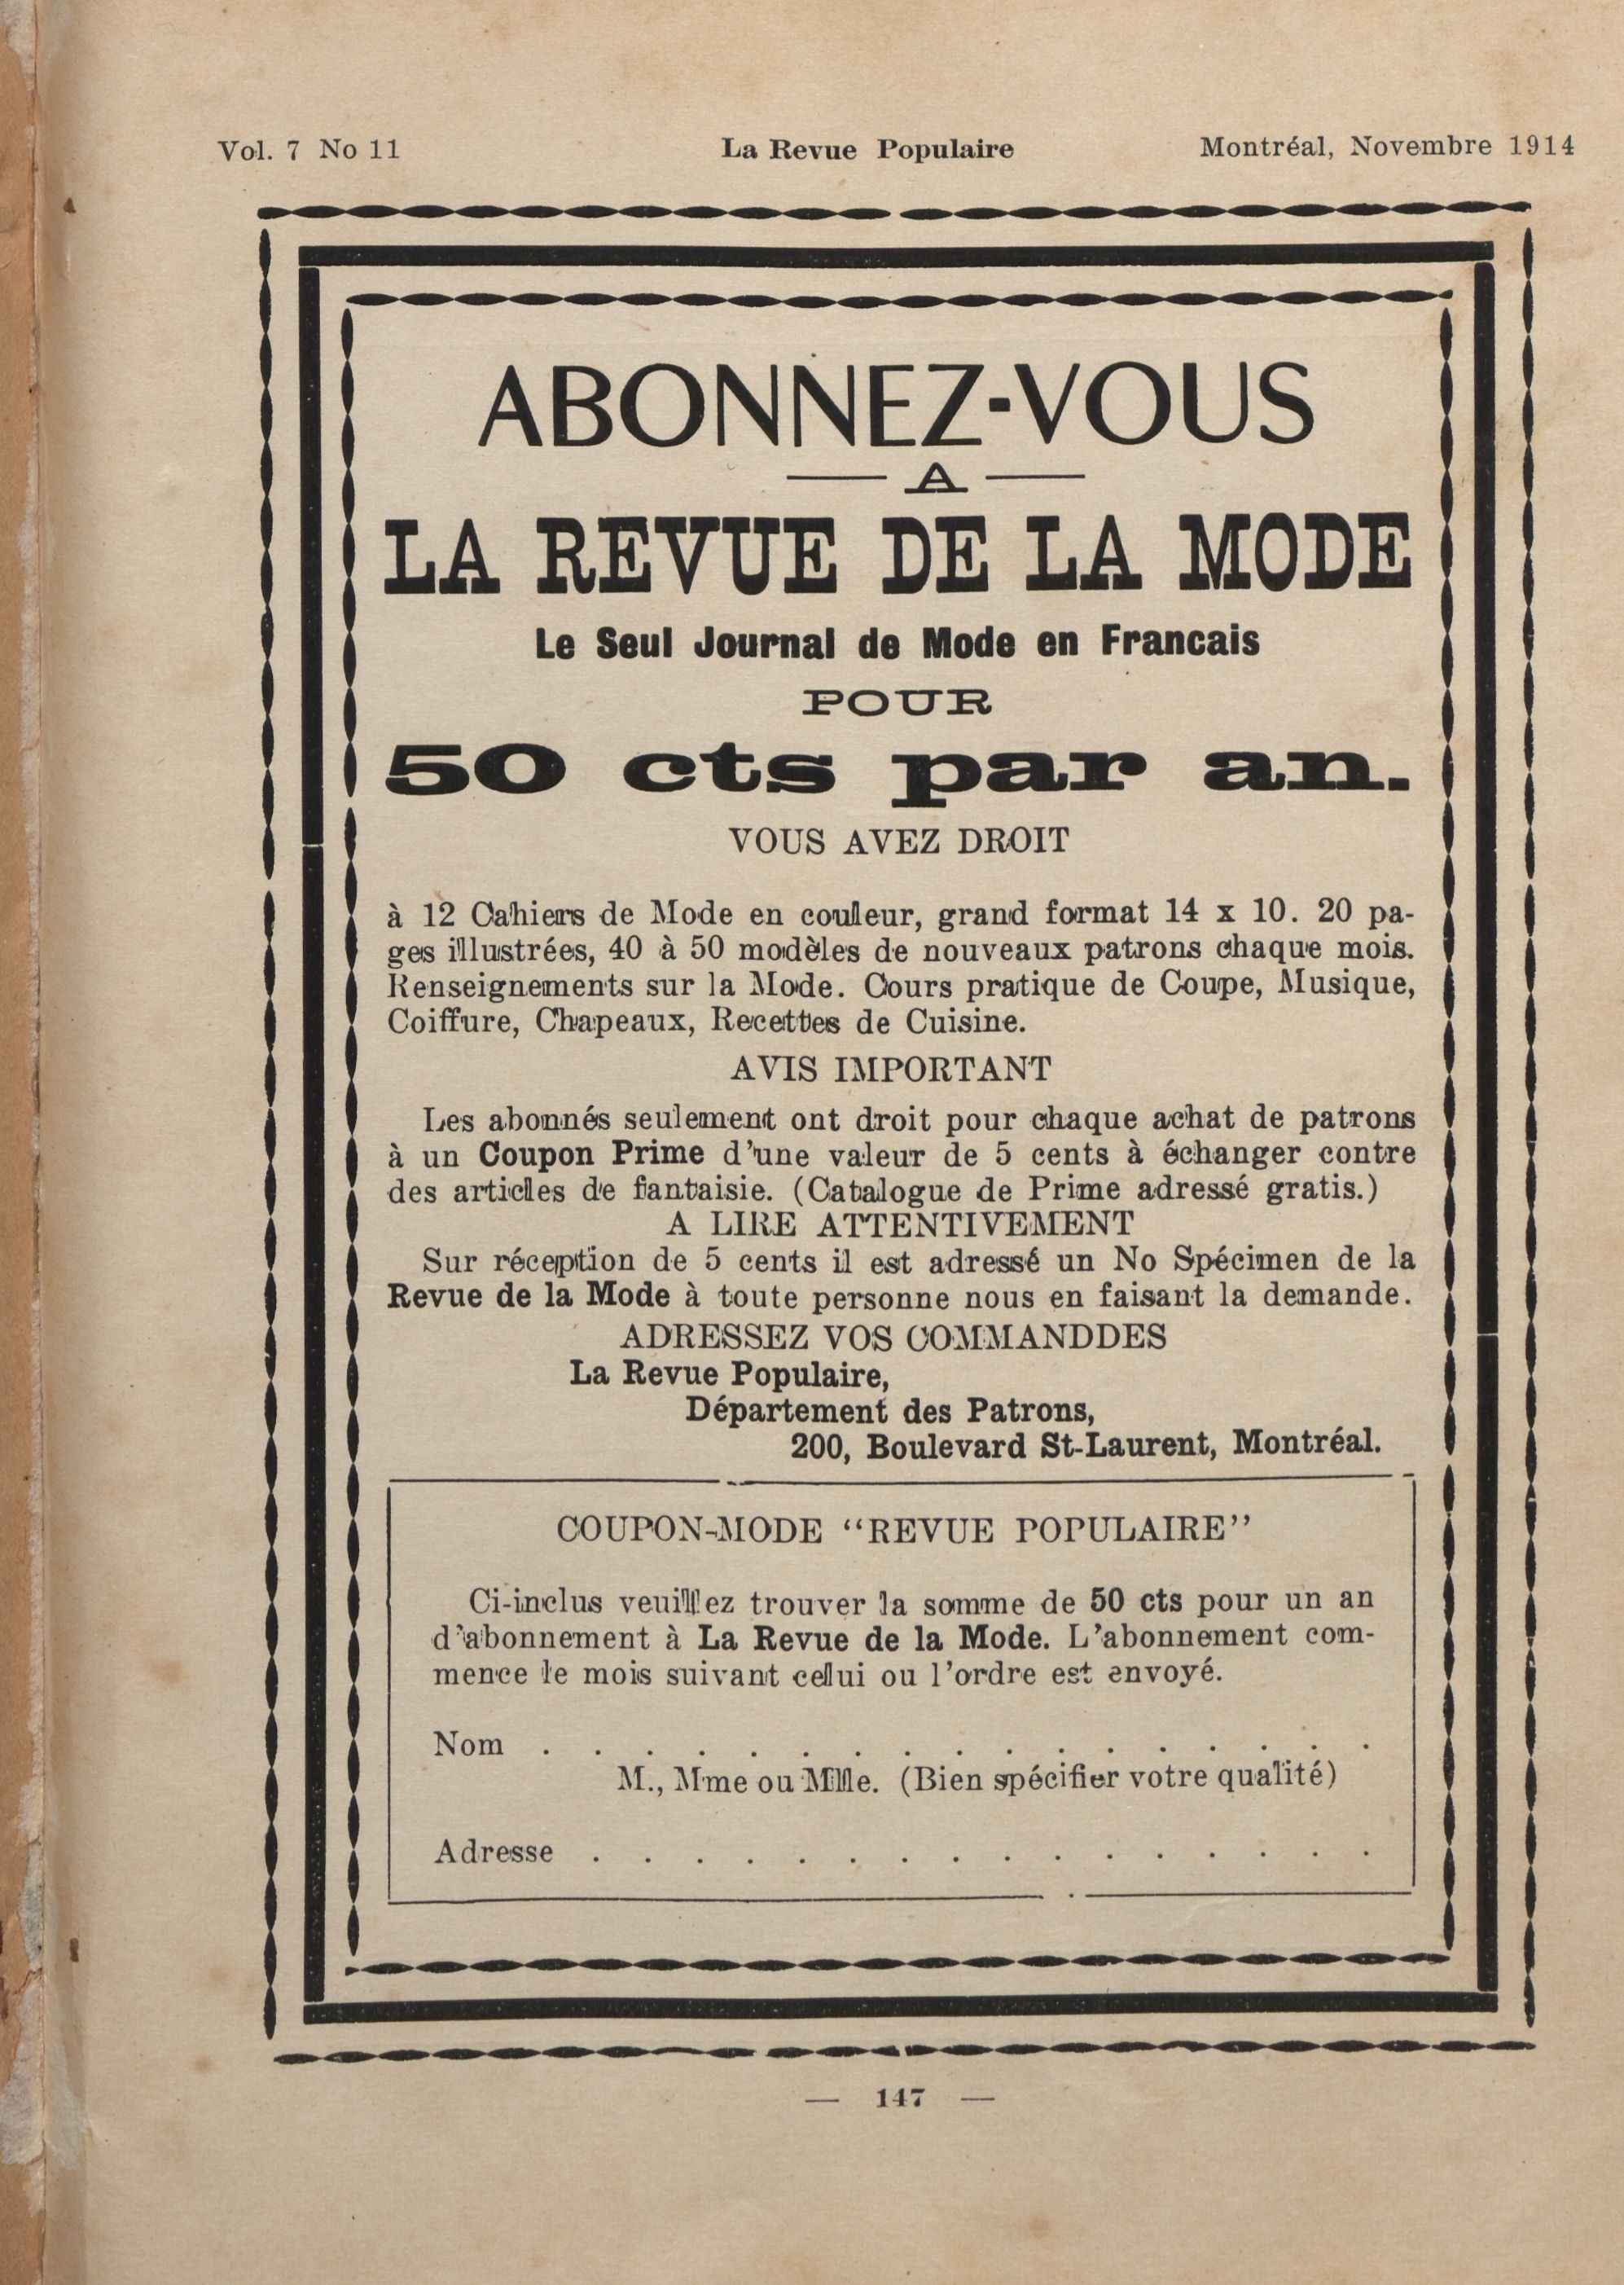 Vol. 7 No 11 La Revue Populaire Montréal, Novembre 1914
ABONNEZ-VOUS
A
LA REVUE DE LA MODE
Le Seul Journal de Mode en Francais
POUR
50 cts par an.
VOUS AVEZ DROIT
à 12 Cahiers de Mode en couleur, grand format 14 x 10. 20 pa-
ges illustrées, 40 à 50 modèles de nouveaux patrons chaque mois.
Renseignements sur la Mode. Cours pratique de Coupe, Musique,
Coiffure, Chapeaux, Recettes de Cuisine.
AVIS IMPORTANT
Les abonnés seulement ont droit pour chaque achat de patrons
à un Coupon Prime d'une valeur de 5 cents à échanger contre
des articles de fantaisie. (Catalogue de Prime adressé gratis.)
A LIRE ATTENTIVEMENT
Sur réception de 5 cents il est adressé un No Spécimen de la
Revue de la Mode à toute personne nous en faisant la demande.
ADRESSEZ VOS COMMANDDES
La Revue Populaire,
Département des Patrons,
200, Boulevard St-Laurent, Montréal.
COUPON-MODE "REVUE POPULAIRE"
Ci-inclus veuillez trouver la somme de 50 cts pour un an
d'abonnement à La Revue de la Mode. L'abonnement com-
mence le mois suivant celui ou l'ordre est envoyé.
Nom . . . . . . . . . . . . . . . . .
M., Mme ou Mlle. (Bien spécifier votre qualité)
Adresse . . . . . . . . . . . . . . . .
— 147 —